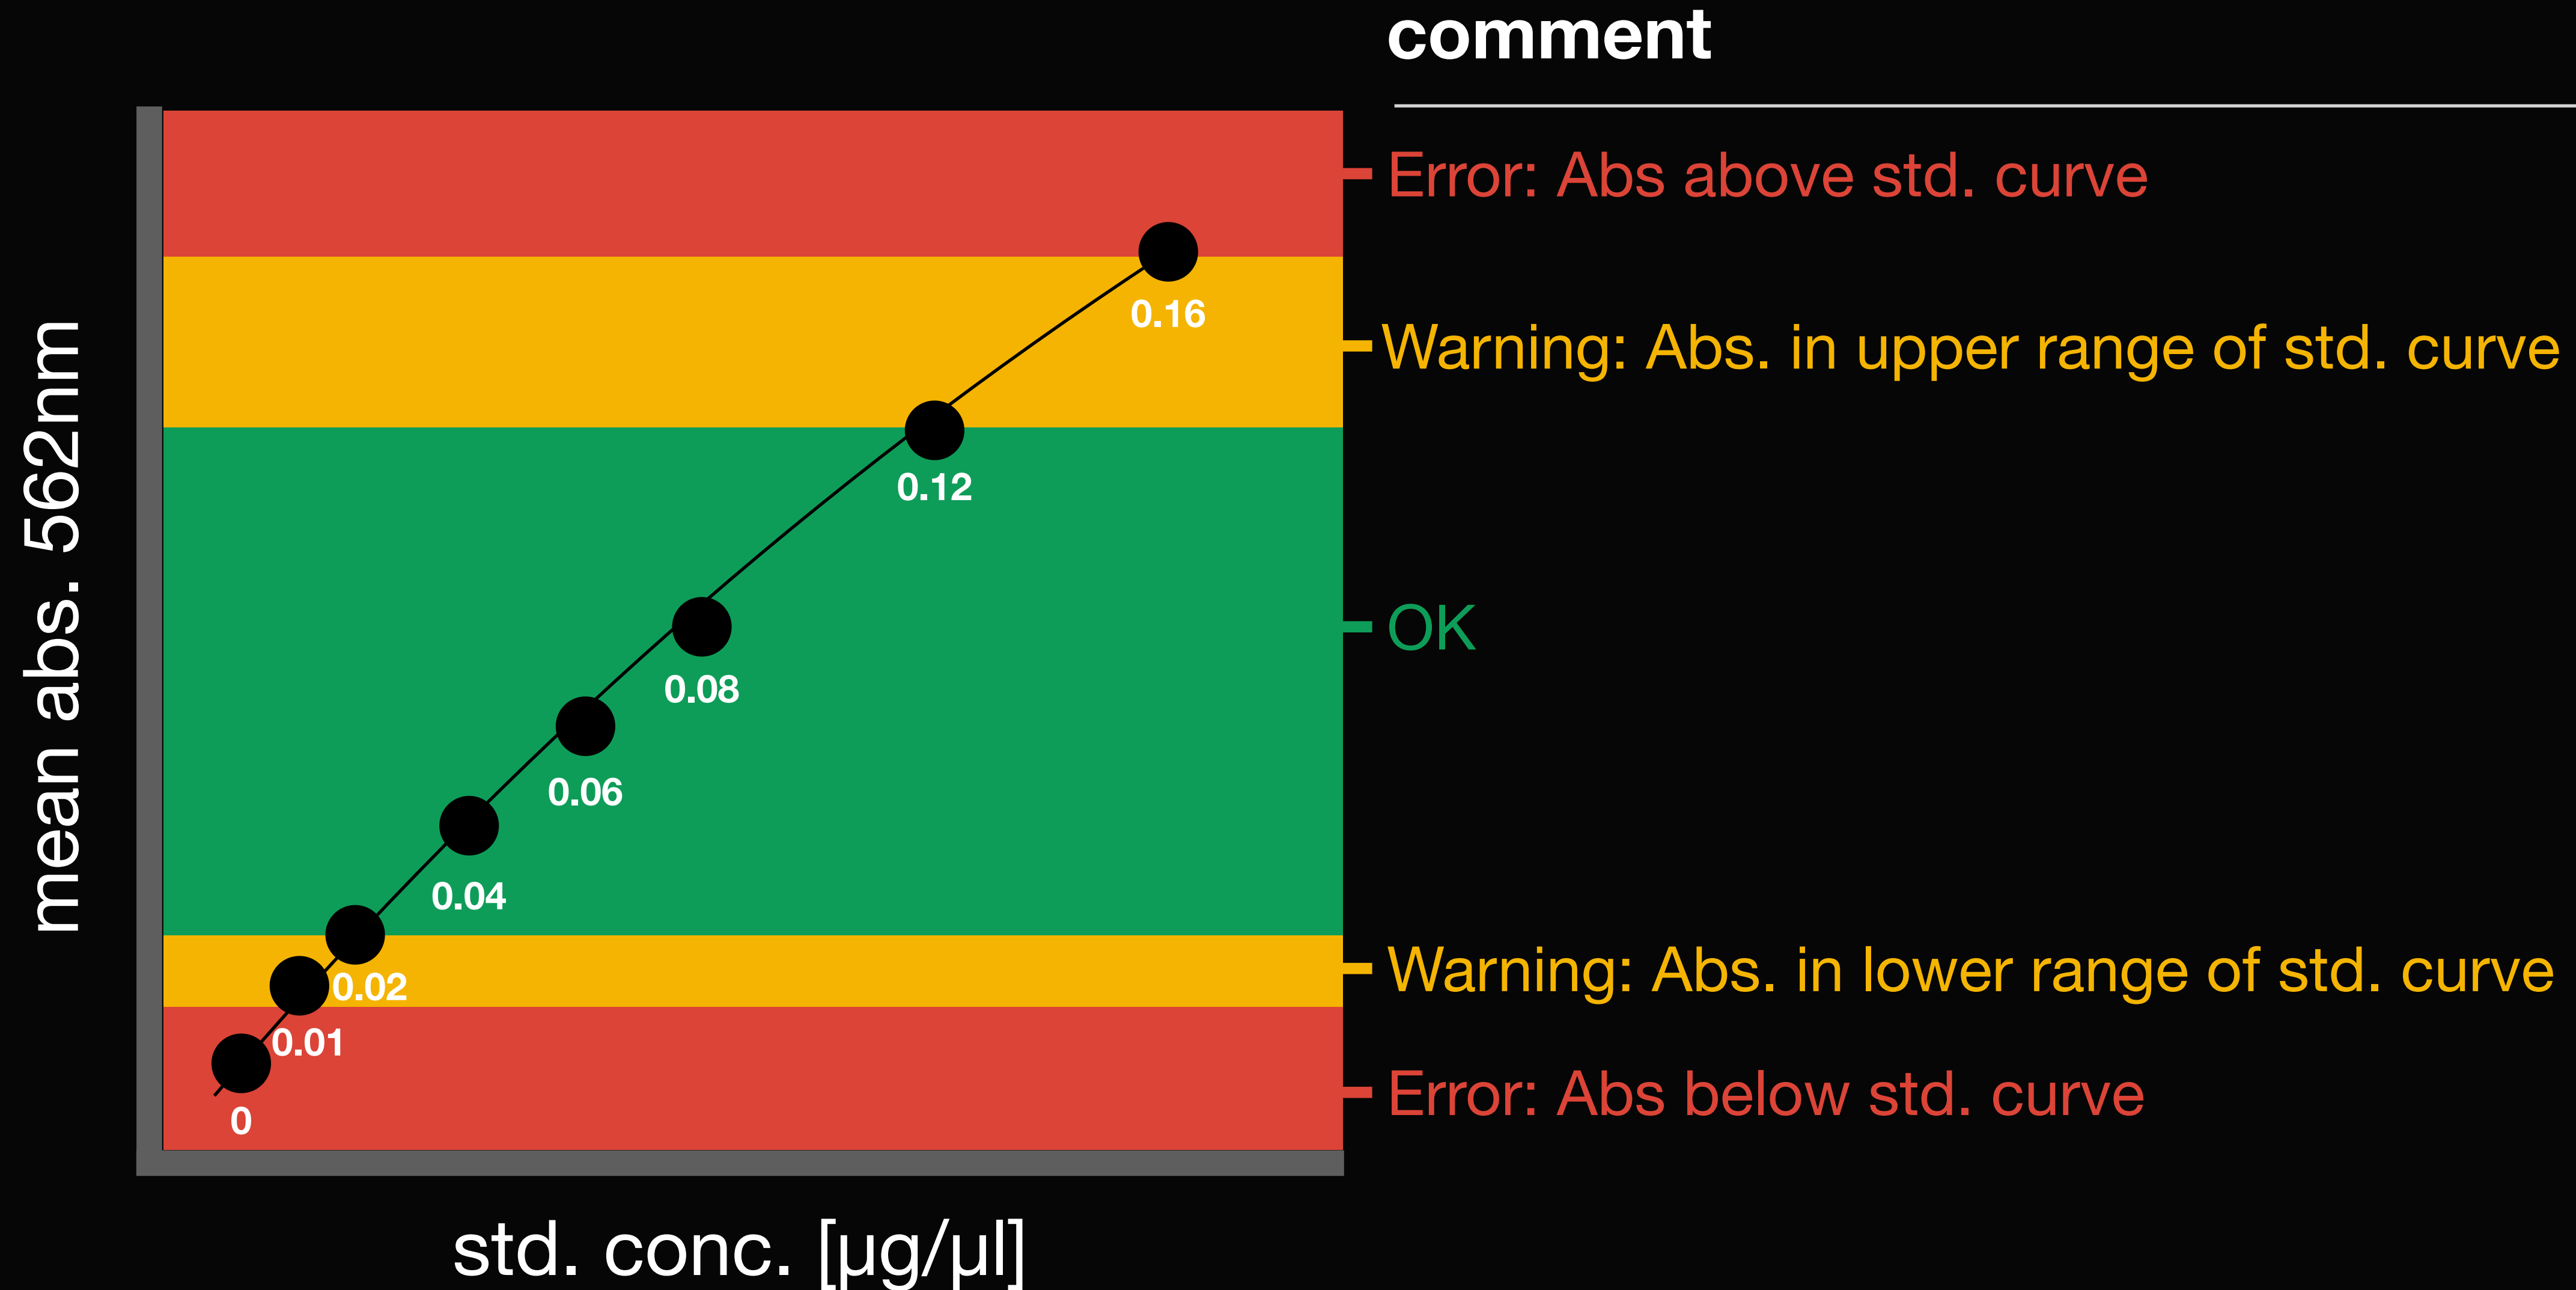 comment
Error: Abs above std. curve
0.16
Warning: Abs. in upper range of std. curve
0.12
mean abs. 562nm
OK
0.08
0.06
0.04
0.02
Warning: Abs. in lower range of std. curve
0.01
Error: Abs below std. curve
0
std. conc. [µg/µl]